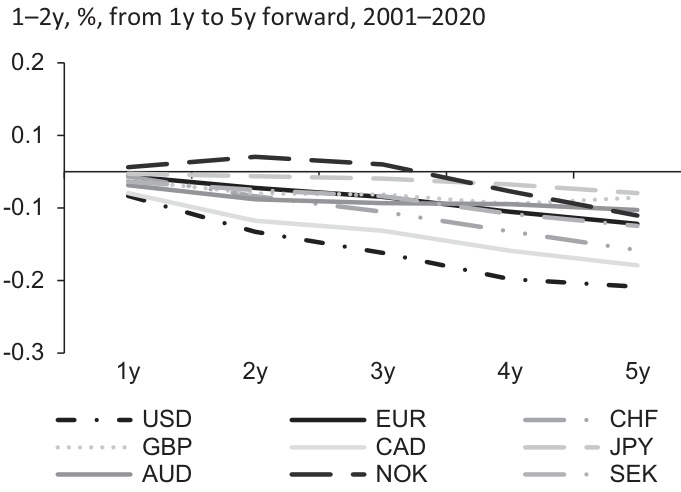 1–2y, %, from 1y to 5y forward, 2001–2020
0.2
0.1
-0.1
-0.2
-0.3
1y 2y 3y 4y 5y
USD EUR CHF
GBP CAD JPY
AUD NOK SEK